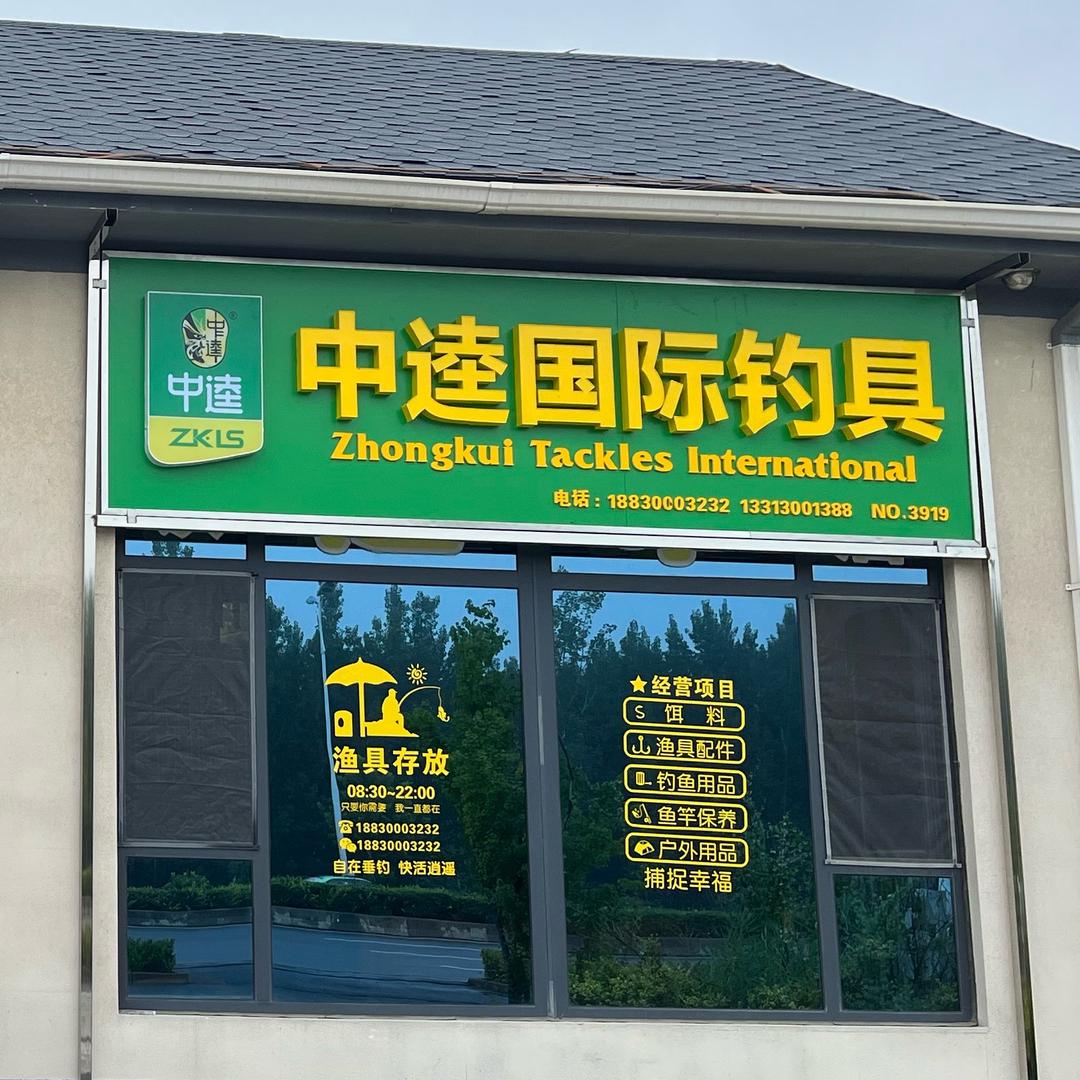 中逵
®
中逵
ZKLS
中逵国际钓具
Zhongkui Tackles International
电话：18830003232 13313001388 NO.3919
渔具存放
08:30~22:00
只要你需要 我一直都在
18830003232
18830003232
自在垂钓 快活逍遥
★经营项目
饵 料
渔具配件
钓鱼用品
鱼竿保养
户外用品
捕捉幸福